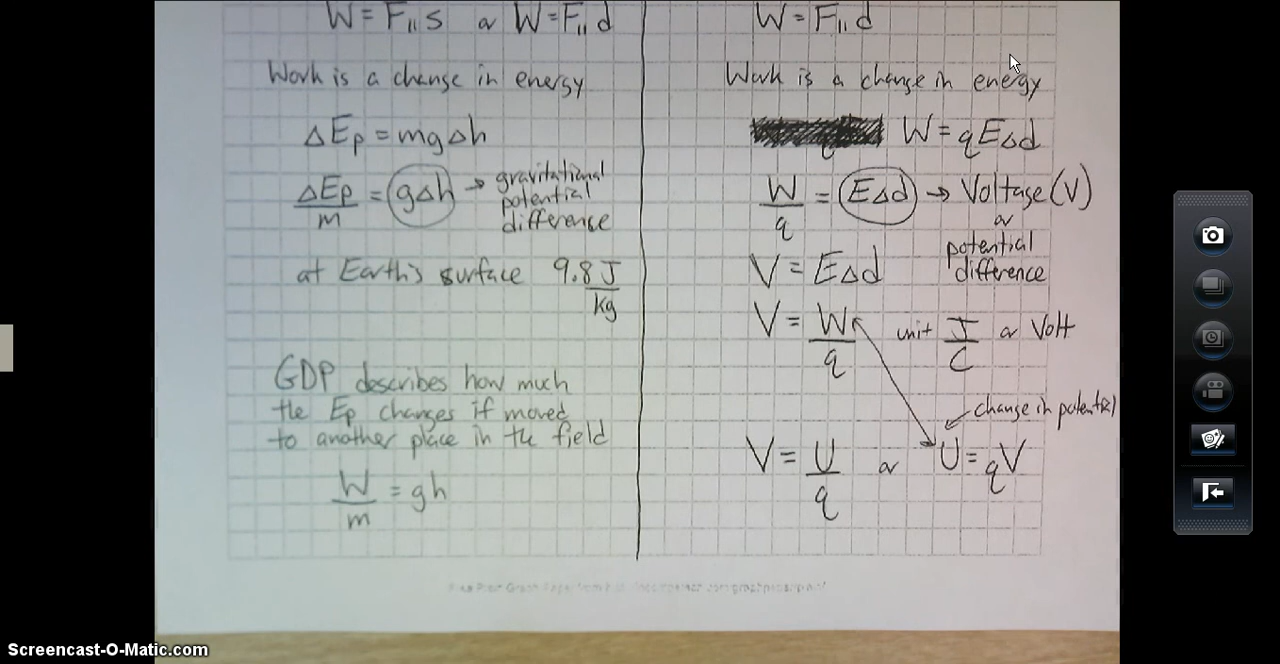 W = F∥ s or W = F∥ d
Work is a change in energy
ΔEp = mgΔh
ΔEp/m = gΔh → gravitational
potential
difference
at Earth's surface 9.8 J/kg
GDP describes how much
the Ep changes if moved
to another place in the field
W/m = gh
W = F∥ d
Work is a change in energy
W = qEΔd
W/q = EΔd → Voltage (V)
or
potential
difference
V = EΔd
V = W/q unit J/C or Volt
change in potential
V = U/q or U = qV
Screencast-O-Matic.com